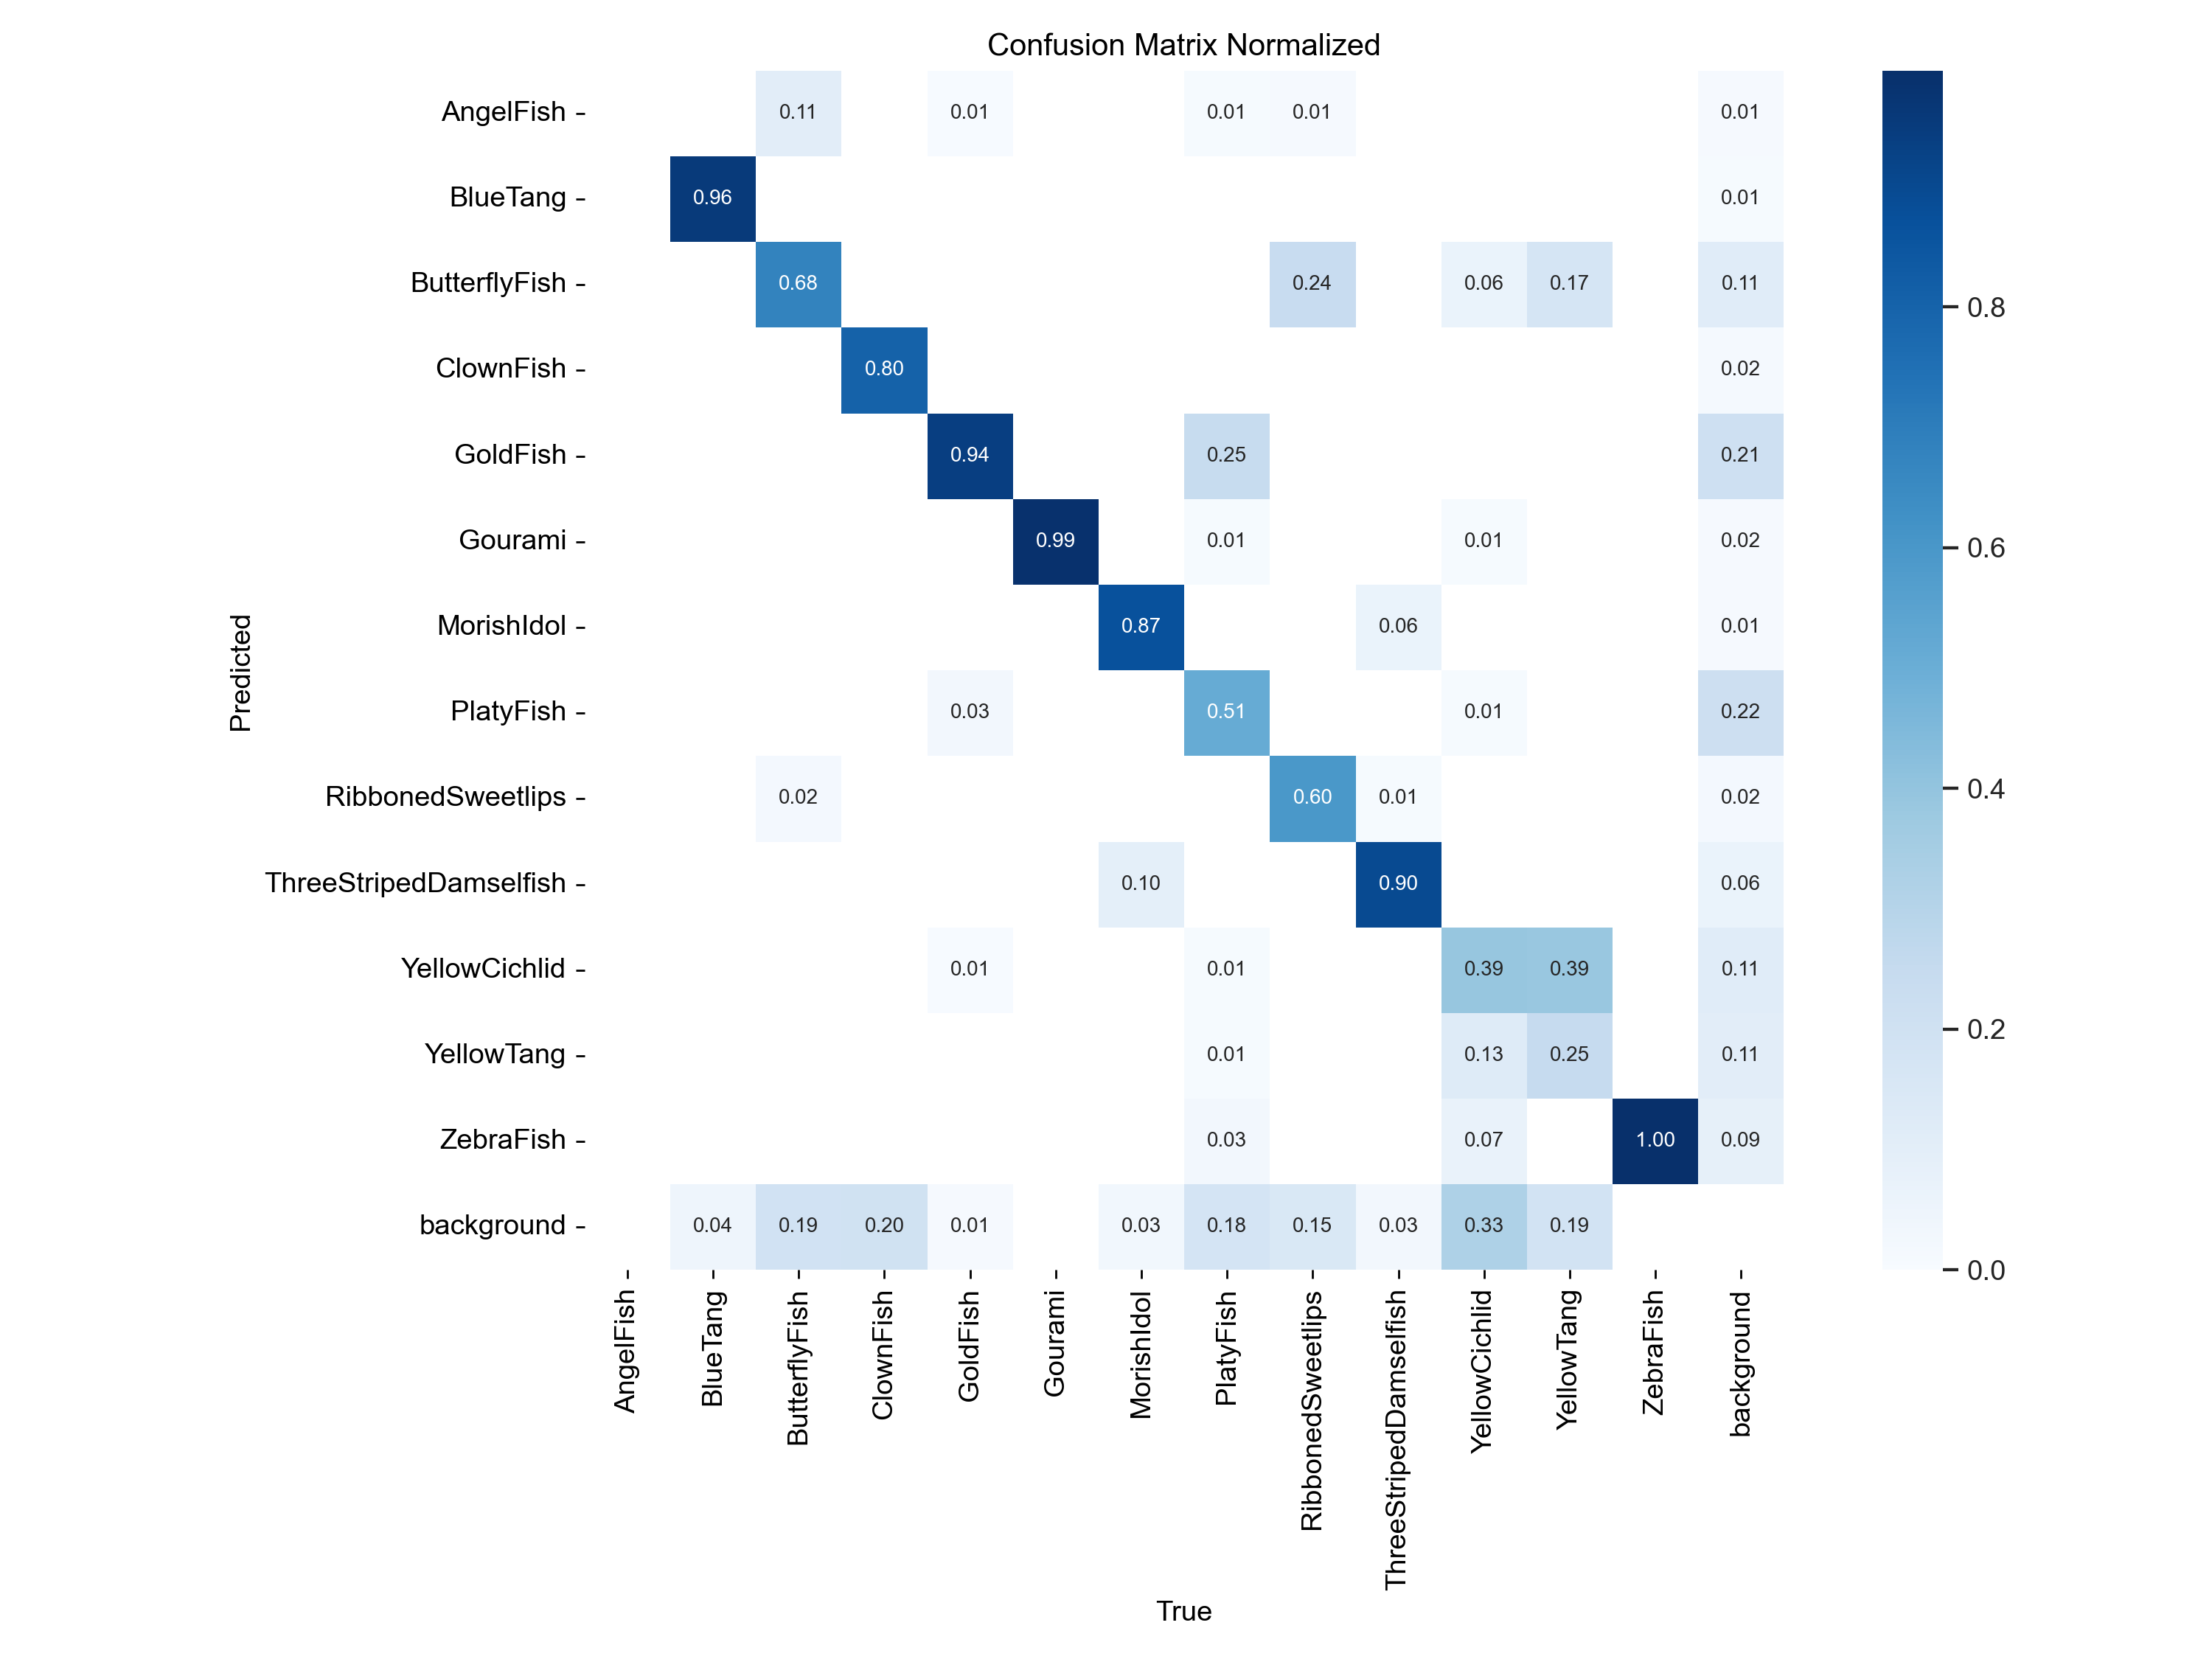 Confusion Matrix Normalized
AngelFish 0.11 0.01 0.01 0.01 0.01
BlueTang 0.96 0.01
ButterflyFish 0.68 0.24 0.06 0.17 0.11
ClownFish 0.80 0.02
GoldFish 0.94 0.25 0.21
Gourami 0.99 0.01 0.01 0.02
MorishIdol 0.87 0.06 0.01
PlatyFish 0.03 0.51 0.01 0.22
RibbonedSweetlips 0.02 0.60 0.01 0.02
ThreeStripedDamselfish 0.10 0.90 0.06
YellowCichlid 0.01 0.01 0.39 0.39 0.11
YellowTang 0.01 0.13 0.25 0.11
ZebraFish 0.03 0.07 1.00 0.09
background 0.04 0.19 0.20 0.01 0.03 0.18 0.15 0.03 0.33 0.19
Predicted
AngelFish
BlueTang
ButterflyFish
ClownFish
GoldFish
Gourami
MorishIdol
PlatyFish
RibbonedSweetlips
ThreeStripedDamselfish
YellowCichlid
YellowTang
ZebraFish
background
True
0.8
0.6
0.4
0.2
0.0